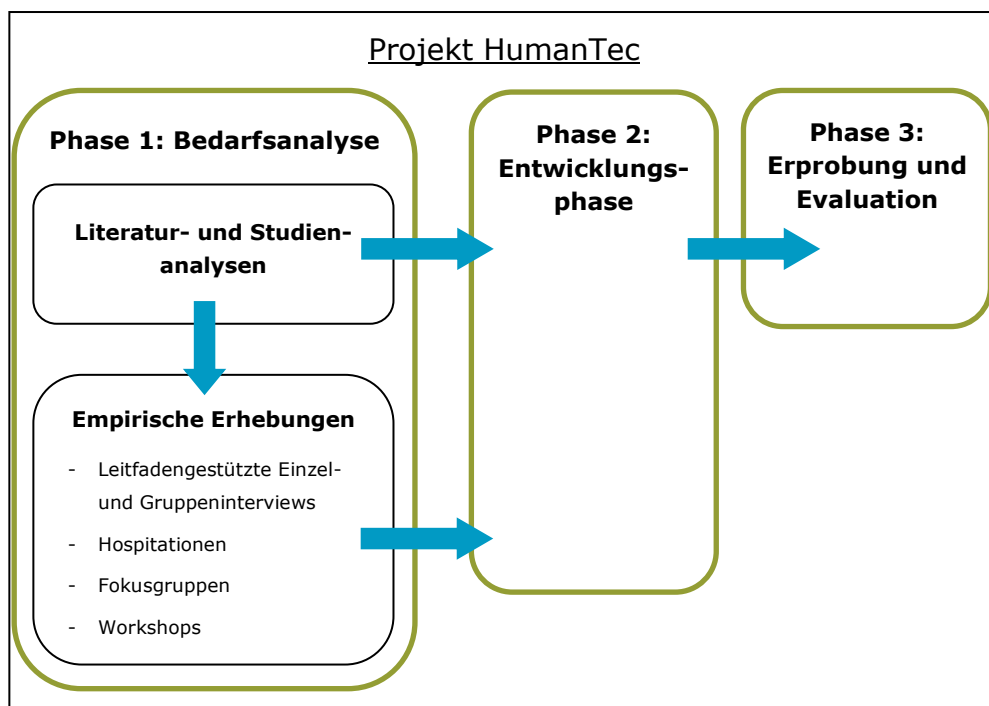 Projekt HumanTec
Phase 1: Bedarfsanalyse
Literatur- und Studien-
analysen
Empirische Erhebungen
- Leitfadengestützte Einzel-
und Gruppeninterviews
- Hospitationen
- Fokusgruppen
- Workshops
Phase 2:
Entwicklungs-
phase
Phase 3:
Erprobung und
Evaluation